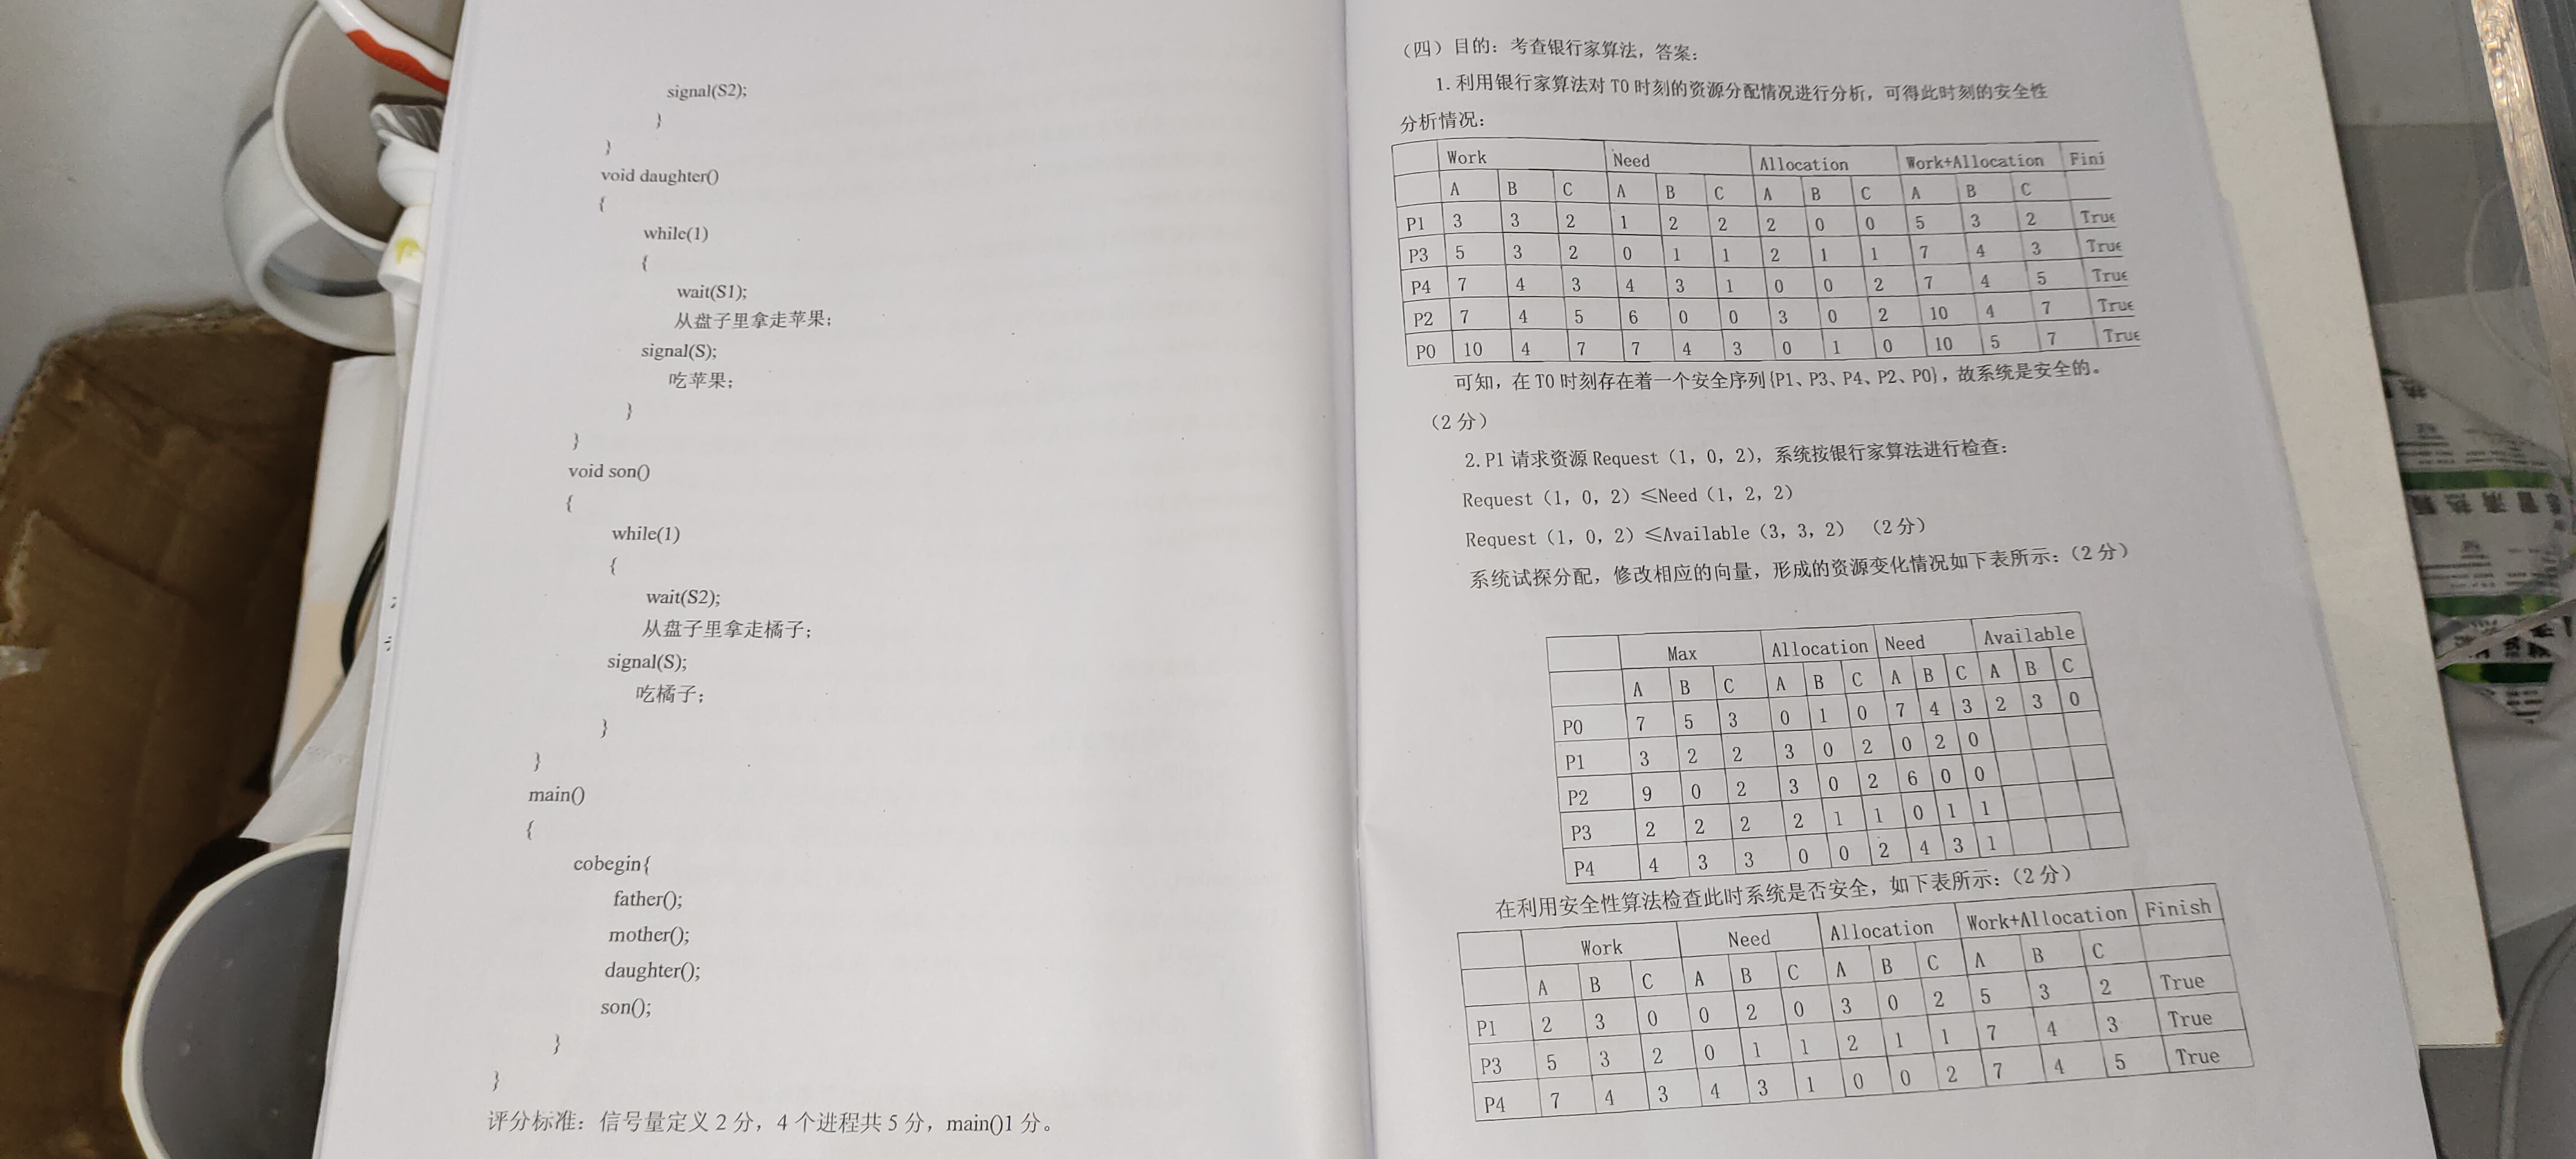 signal(S2);
}
}
void daughter()
{
while(1)
{
wait(S1);
从盘子里拿走苹果;
signal(S);
吃苹果;
}
}
void son()
{
while(1)
{
wait(S2);
从盘子里拿走橘子;
signal(S);
吃橘子;
}
}
main()
{
cobegin{
father();
mother();
daughter();
son();
}
}
评分标准：信号量定义 2 分，4 个进程共 5 分，main()1 分。
（四）目的：考查银行家算法，答案：
1. 利用银行家算法对 T0 时刻的资源分配情况进行分析，可得此时刻的安全性
分析情况：
Work Need Allocation Work+Allocation Fini
A B C A B C A B C A B C
P1 3 3 2 1 2 2 2 0 0 5 3 2 True
P3 5 3 2 0 1 1 2 1 1 7 4 3 True
P4 7 4 3 4 3 1 0 0 2 7 4 5 True
P2 7 4 5 6 0 0 3 0 2 10 4 7 True
P0 10 4 7 7 4 3 0 1 0 10 5 7 True
可知，在 T0 时刻存在着一个安全序列{P1、P3、P4、P2、P0}，故系统是安全的。
（2 分）
2. P1 请求资源 Request（1，0，2），系统按银行家算法进行检查：
Request（1，0，2）≤Need（1，2，2）
Request（1，0，2）≤Available（3，3，2）（2 分）
系统试探分配，修改相应的向量，形成的资源变化情况如下表所示：（2 分）
Max Allocation Need Available
A B C A B C A B C A B C
P0 7 5 3 0 1 0 7 4 3 2 3 0
P1 3 2 2 3 0 2 0 2 0
P2 9 0 2 3 0 2 6 0 0
P3 2 2 2 2 1 1 0 1 1
P4 4 3 3 0 0 2 4 3 1
在利用安全性算法检查此时系统是否安全，如下表所示：（2 分）
Work Need Allocation Work+Allocation Finish
A B C A B C A B C A B C
P1 2 3 0 0 2 0 3 0 2 5 3 2 True
P3 5 3 2 0 1 1 2 1 1 7 4 3 True
P4 7 4 3 4 3 1 0 0 2 7 4 5 True